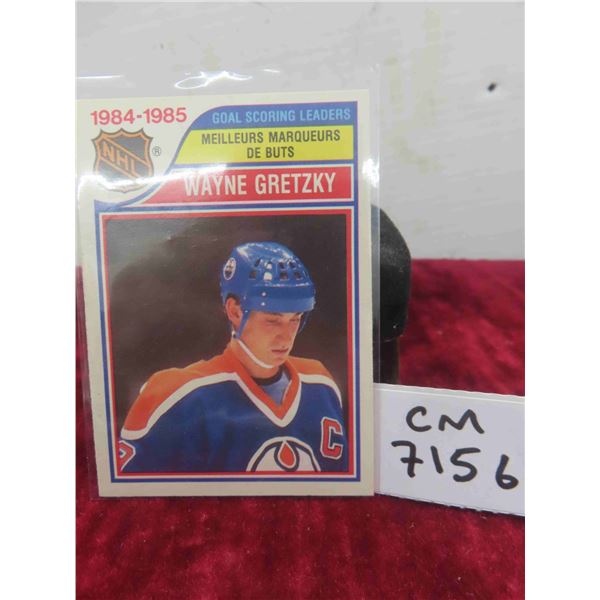 1984-1985
GOAL SCORING LEADERS
MEILLEURS MARQUEURS
DE BUTS
NHL ®
WAYNE GRETZKY
C
CM
7156